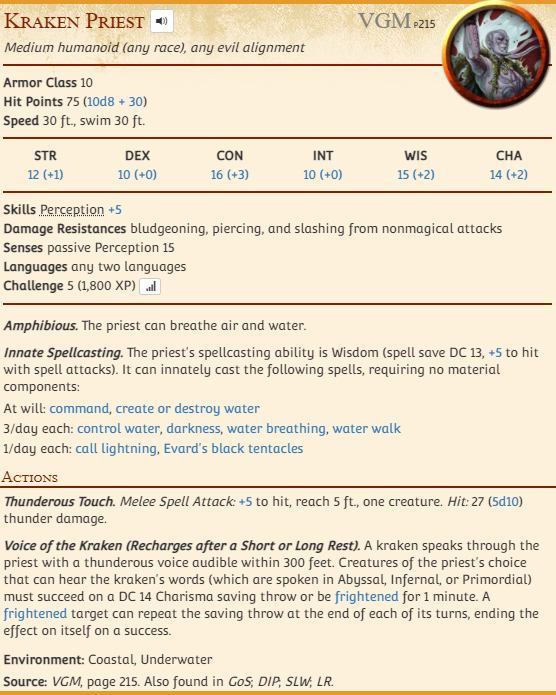 Kraken Priest VGM P215
Medium humanoid (any race), any evil alignment
Armor Class 10
Hit Points 75 (10d8 + 30)
Speed 30 ft., swim 30 ft.
STR DEX CON INT WIS CHA
12 (+1) 10 (+0) 16 (+3) 10 (+0) 15 (+2) 14 (+2)
Skills Perception +5
Damage Resistances bludgeoning, piercing, and slashing from nonmagical attacks
Senses passive Perception 15
Languages any two languages
Challenge 5 (1,800 XP)
Amphibious. The priest can breathe air and water.
Innate Spellcasting. The priest's spellcasting ability is Wisdom (spell save DC 13, +5 to hit
with spell attacks). It can innately cast the following spells, requiring no material
components:
At will: command, create or destroy water
3/day each: control water, darkness, water breathing, water walk
1/day each: call lightning, Evard's black tentacles
Actions
Thunderous Touch. Melee Spell Attack: +5 to hit, reach 5 ft., one creature. Hit: 27 (5d10)
thunder damage.
Voice of the Kraken (Recharges after a Short or Long Rest). A kraken speaks through the
priest with a thunderous voice audible within 300 feet. Creatures of the priest's choice
that can hear the kraken's words (which are spoken in Abyssal, Infernal, or Primordial)
must succeed on a DC 14 Charisma saving throw or be frightened for 1 minute. A
frightened target can repeat the saving throw at the end of each of its turns, ending the
effect on itself on a success.
Environment: Coastal, Underwater
Source: VGM, page 215. Also found in GoS; DIP; SLW; LR.